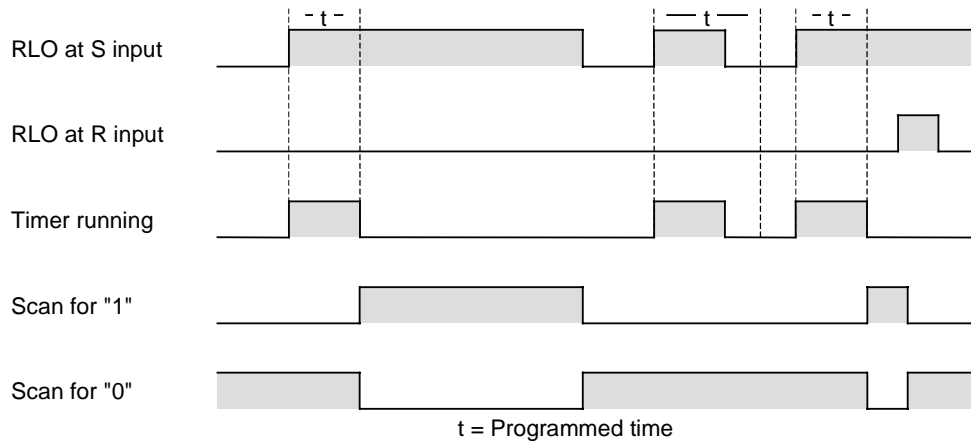 t t t
RLO at S input
RLO at R input
Timer running
Scan for "1"
Scan for "0"
t = Programmed time